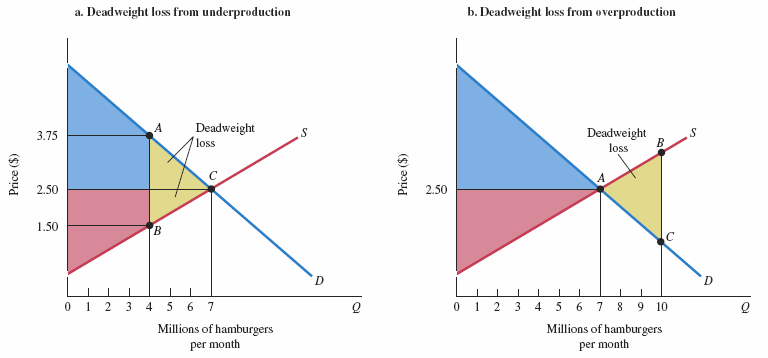 a. Deadweight loss from underproduction
Price ($)
3.75
2.50
1.50
A
Deadweight
loss
S
C
B
D
0 1 2 3 4 5 6 7 Q
Millions of hamburgers
per month
b. Deadweight loss from overproduction
Price ($)
2.50
Deadweight
loss
B
S
A
C
D
0 1 2 3 4 5 6 7 8 9 10 Q
Millions of hamburgers
per month